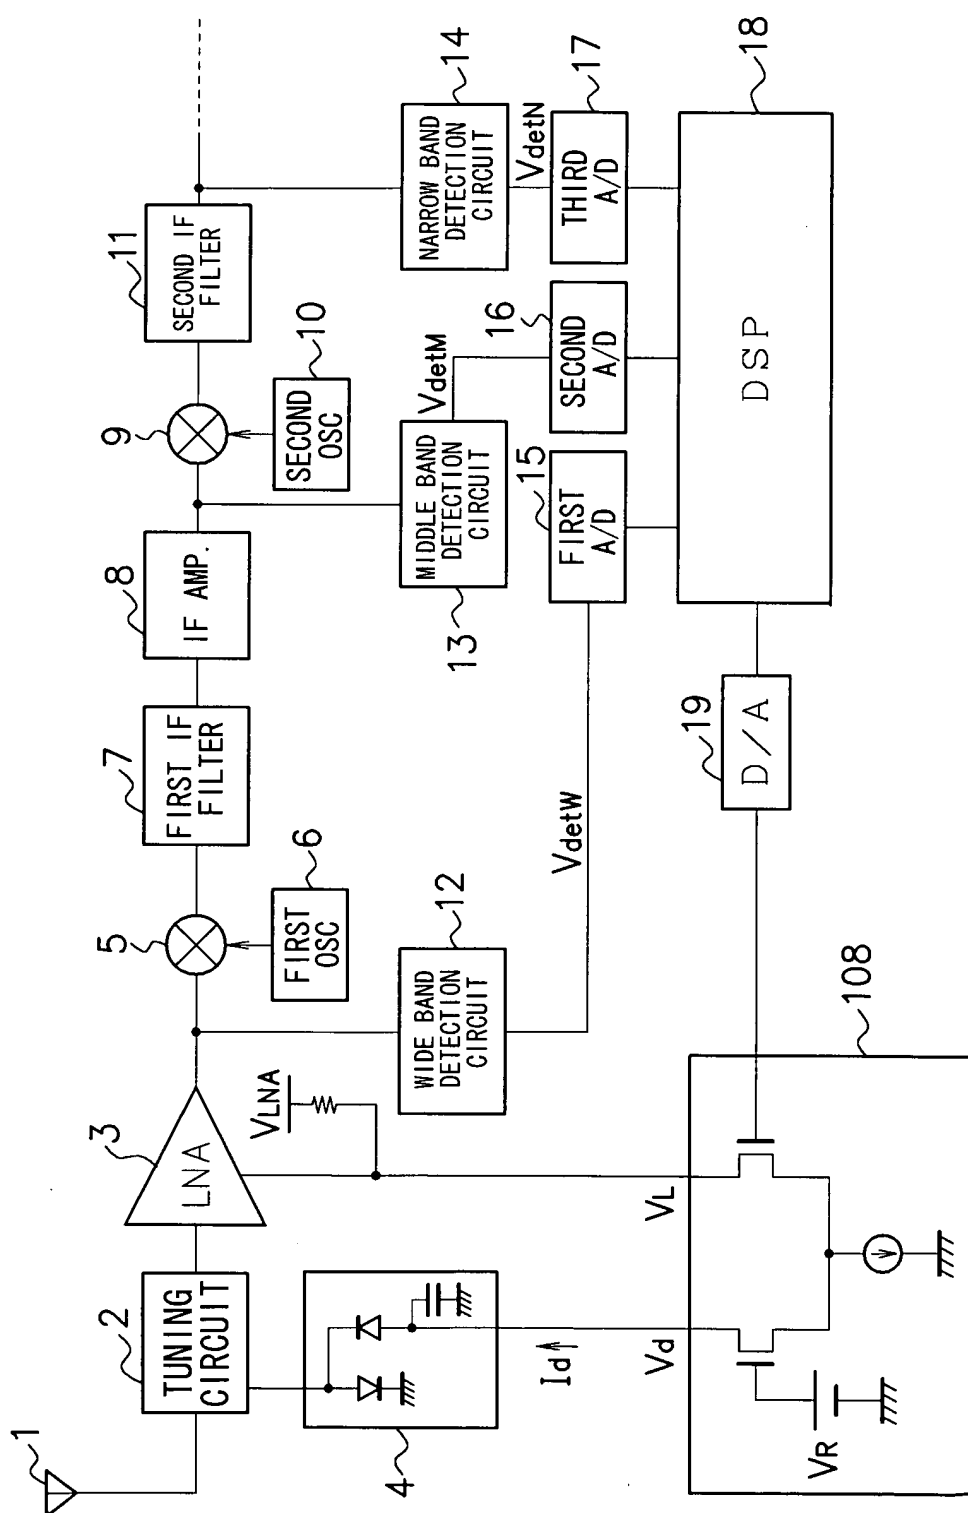 1
2
TUNING
CIRCUIT
3
LNA
4
5
6
FIRST
OSC
7
FIRST IF
FILTER
8
IF AMP.
9
10
SECOND
OSC
11
SECOND IF
FILTER
VLNA
12
WIDE BAND
DETECTION
CIRCUIT
13
MIDDLE BAND
DETECTION
CIRCUIT
14
NARROW BAND
DETECTION
CIRCUIT
VdetW
VdetM
VdetN
15
FIRST
A/D
16
SECOND
A/D
17
THIRD
A/D
18
DSP
19
D/A
Id
Vd
VL
VR
108